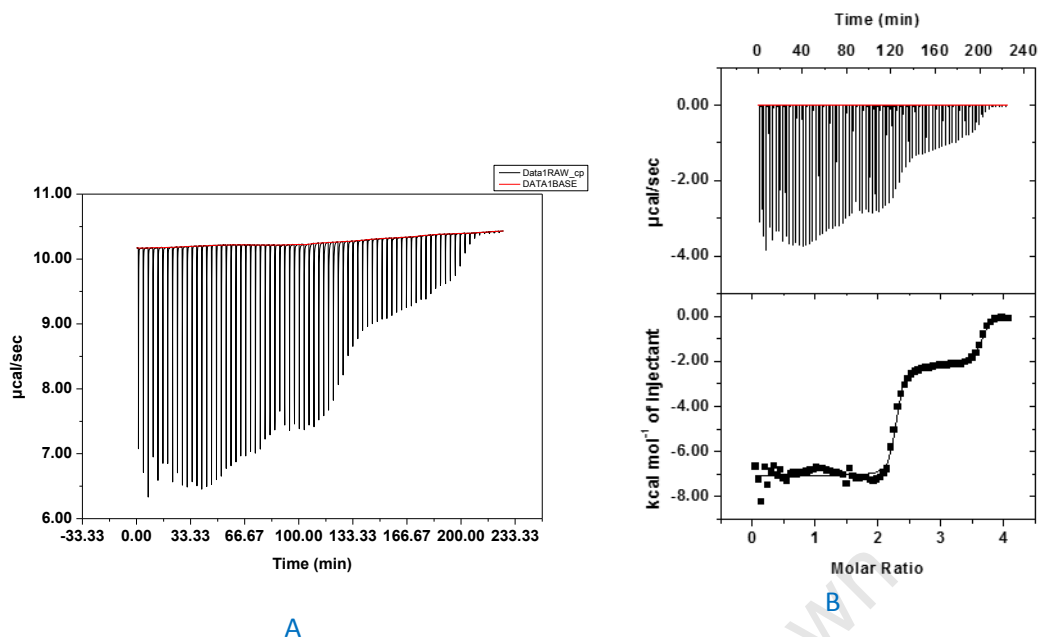 Data1RAW_cp
DATA1BASE
11.00
10.00
9.00
8.00
7.00
6.00
µcal/sec
-33.33 0.00 33.33 66.67 100.00 133.33 166.67 200.00 233.33
Time (min)
A
Time (min)
0 40 80 120 160 200 240
0.00
-2.00
-4.00
µcal/sec
0.00
-2.00
-4.00
-6.00
-8.00
kcal mol⁻¹ of injectant
0 1 2 3 4
Molar Ratio
B
wn